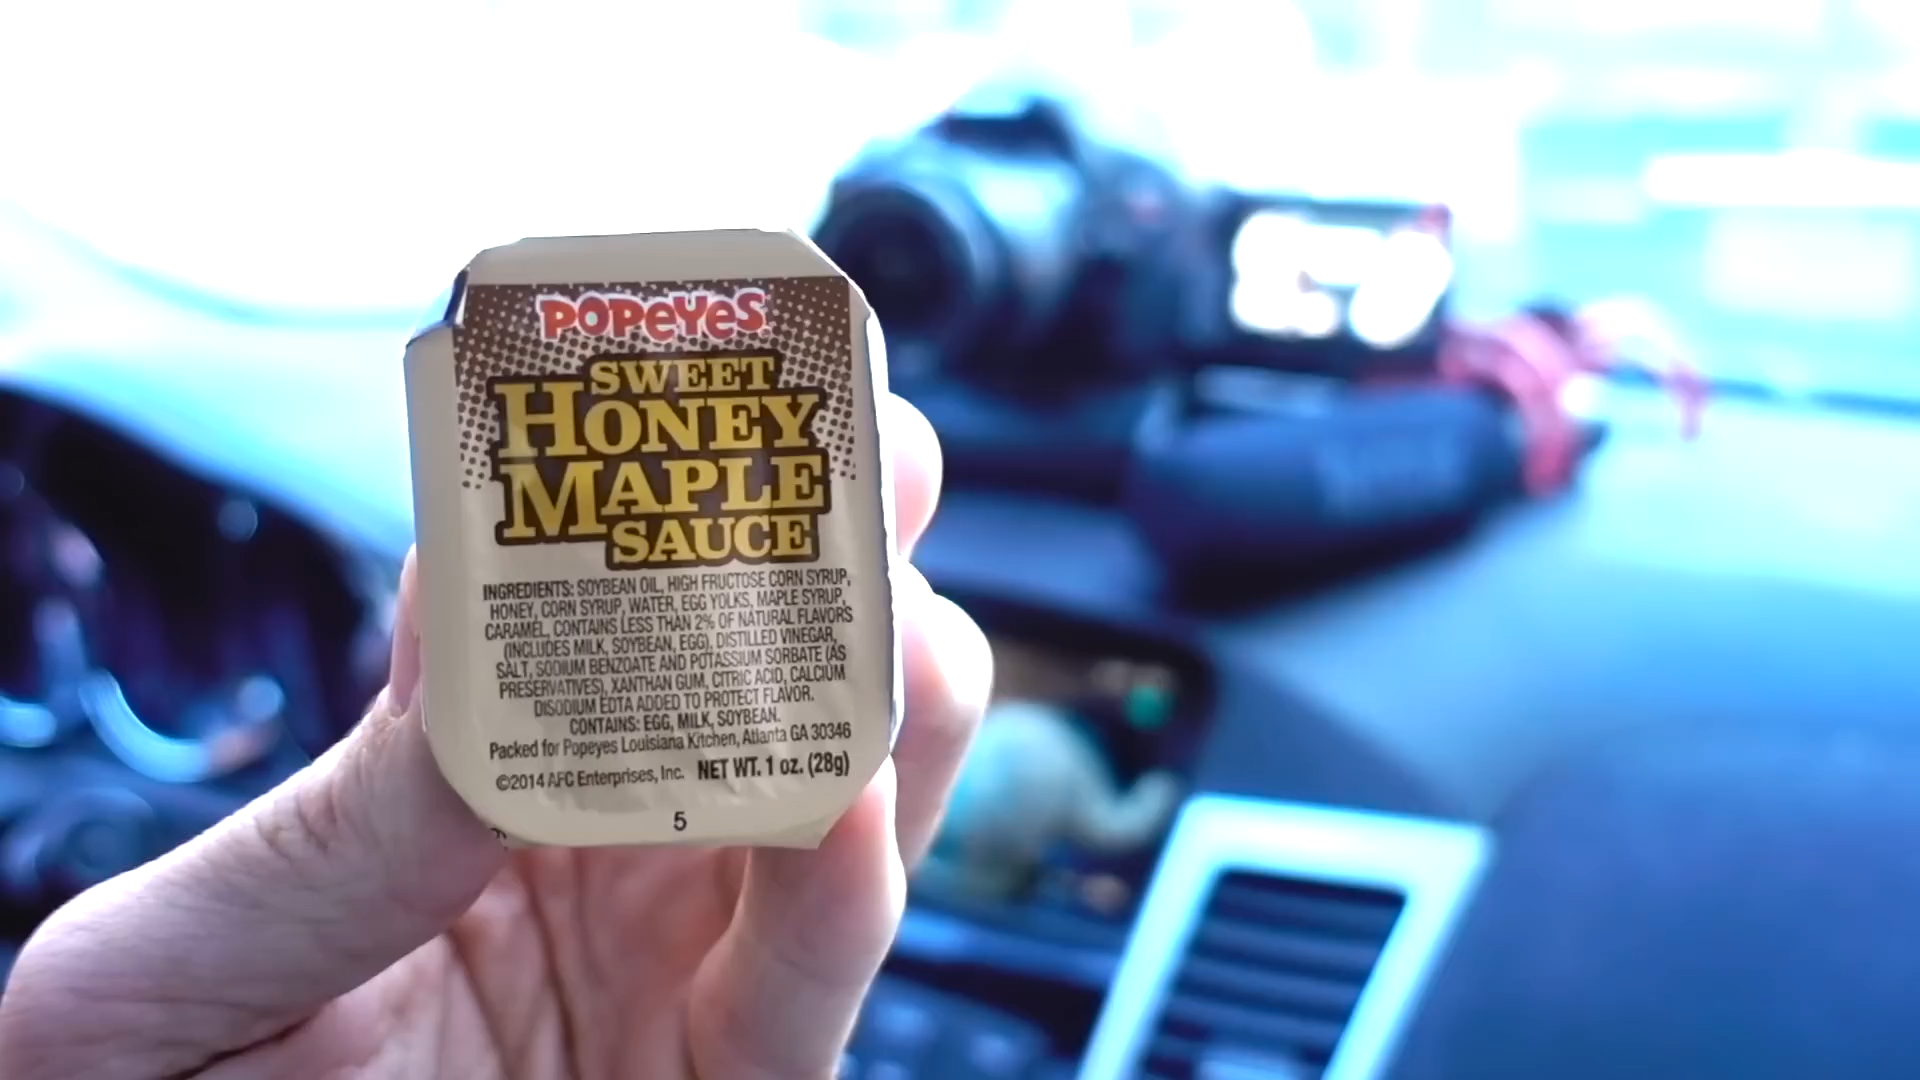 POPEYES
SWEET
HONEY
MAPLE
SAUCE
INGREDIENTS: SOYBEAN OIL, HIGH FRUCTOSE CORN SYRUP,
HONEY, CORN SYRUP, WATER, EGG YOLKS, MAPLE SYRUP,
CARAMEL, CONTAINS LESS THAN 2% OF NATURAL FLAVORS
(INCLUDES MILK, SOYBEAN, EGG), DISTILLED VINEGAR,
SALT, SODIUM BENZOATE AND POTASSIUM SORBATE (AS
PRESERVATIVES), XANTHAN GUM, CITRIC ACID, CALCIUM
DISODIUM EDTA ADDED TO PROTECT FLAVOR.
CONTAINS: EGG, MILK, SOYBEAN.
Packed for Popeyes Louisiana Kitchen, Atlanta GA 30346
©2014 AFC Enterprises, Inc. NET WT. 1 oz. (28g)
5